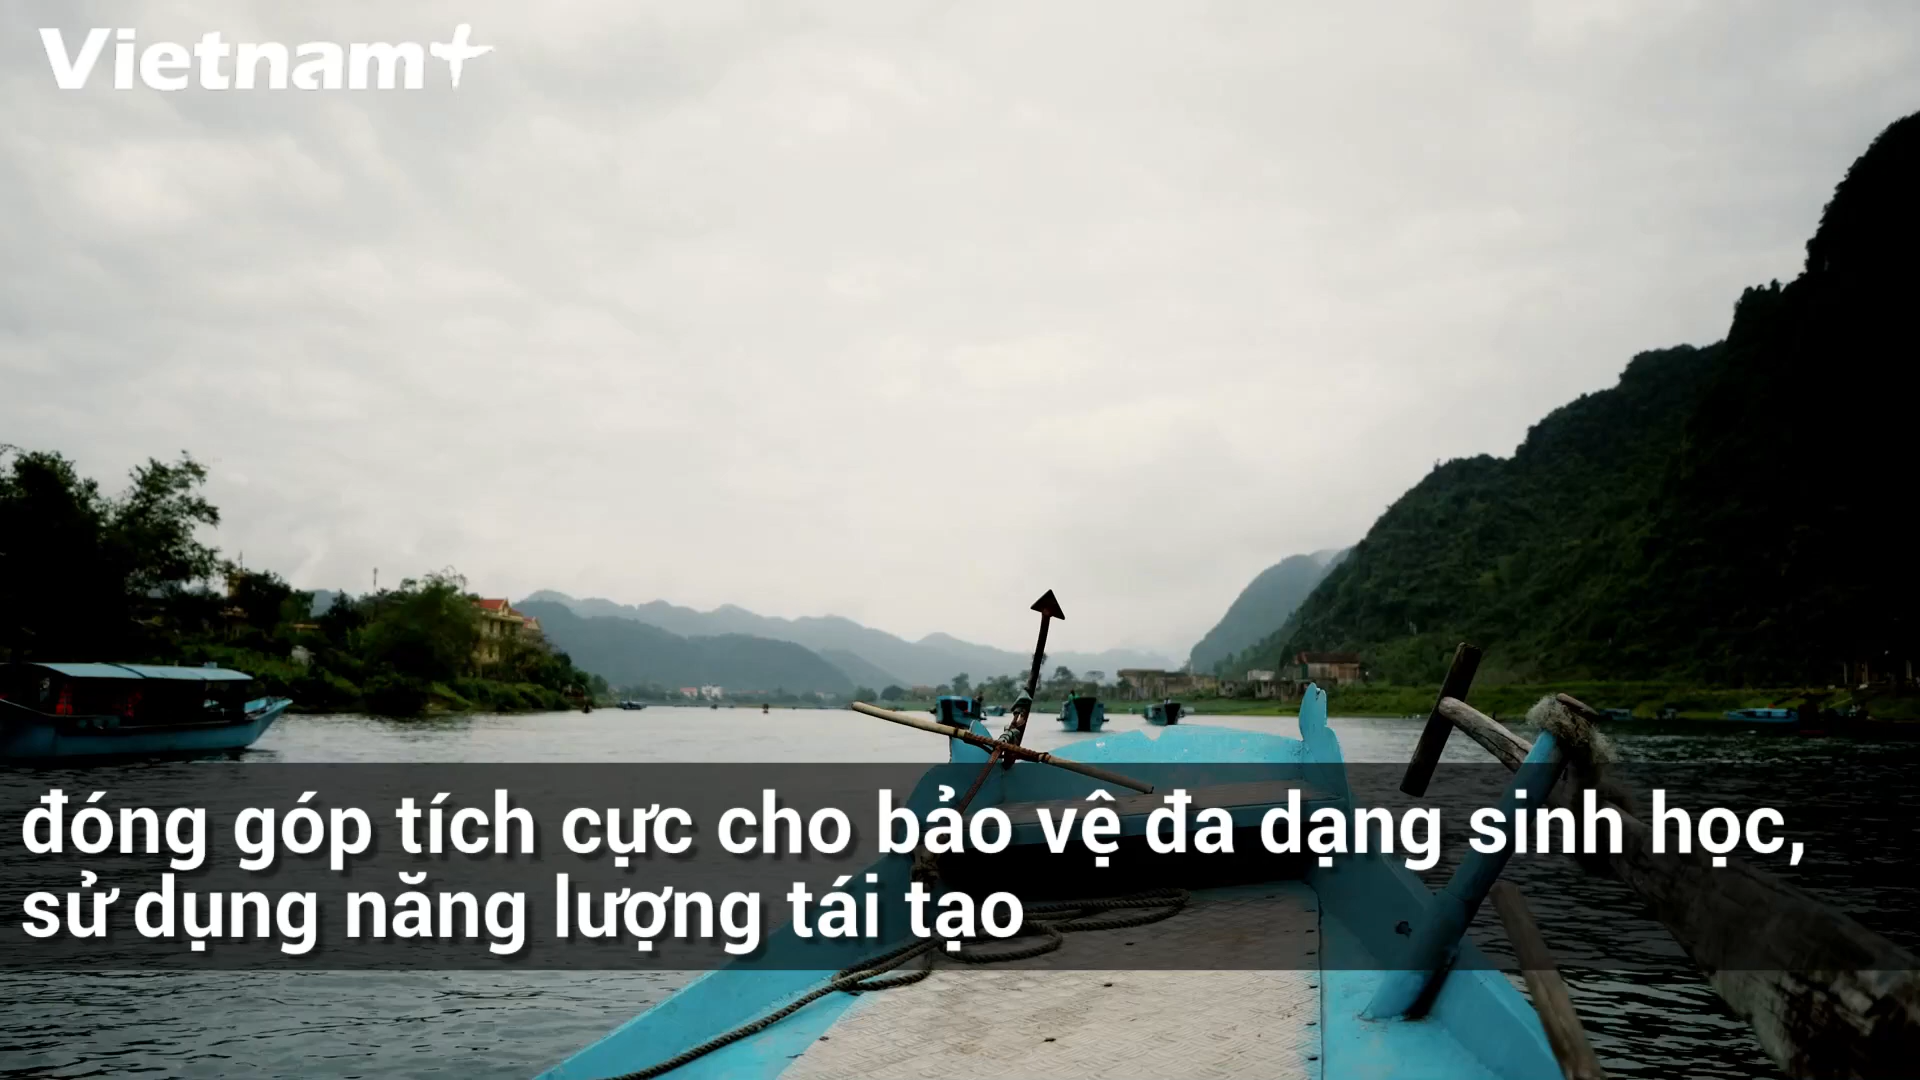 Vietnam+
đóng góp tích cực cho bảo vệ đa dạng sinh học,
sử dụng năng lượng tái tạo